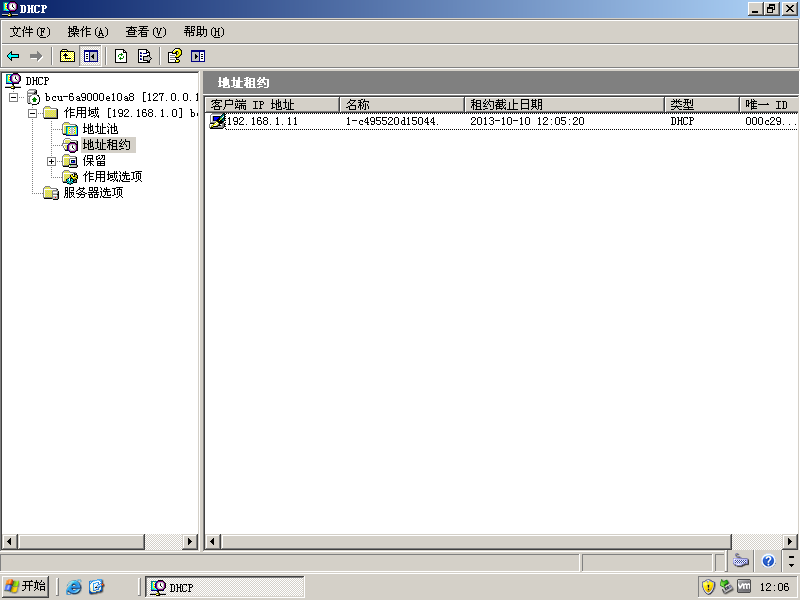 DHCP
文件(F) 操作(A) 查看(V) 帮助(H)
DHCP
bcu-6a9000e10a8 [127.0.0.1
作用域 [192.168.1.0] b
地址池
地址租约
保留
作用域选项
服务器选项
地址租约
客户端 IP 地址 名称 租约截止日期 类型 唯一 ID
192.168.1.11 1-c495520d15044. 2013-10-10 12:05:20 DHCP 000c29...
开始 DHCP 12:06